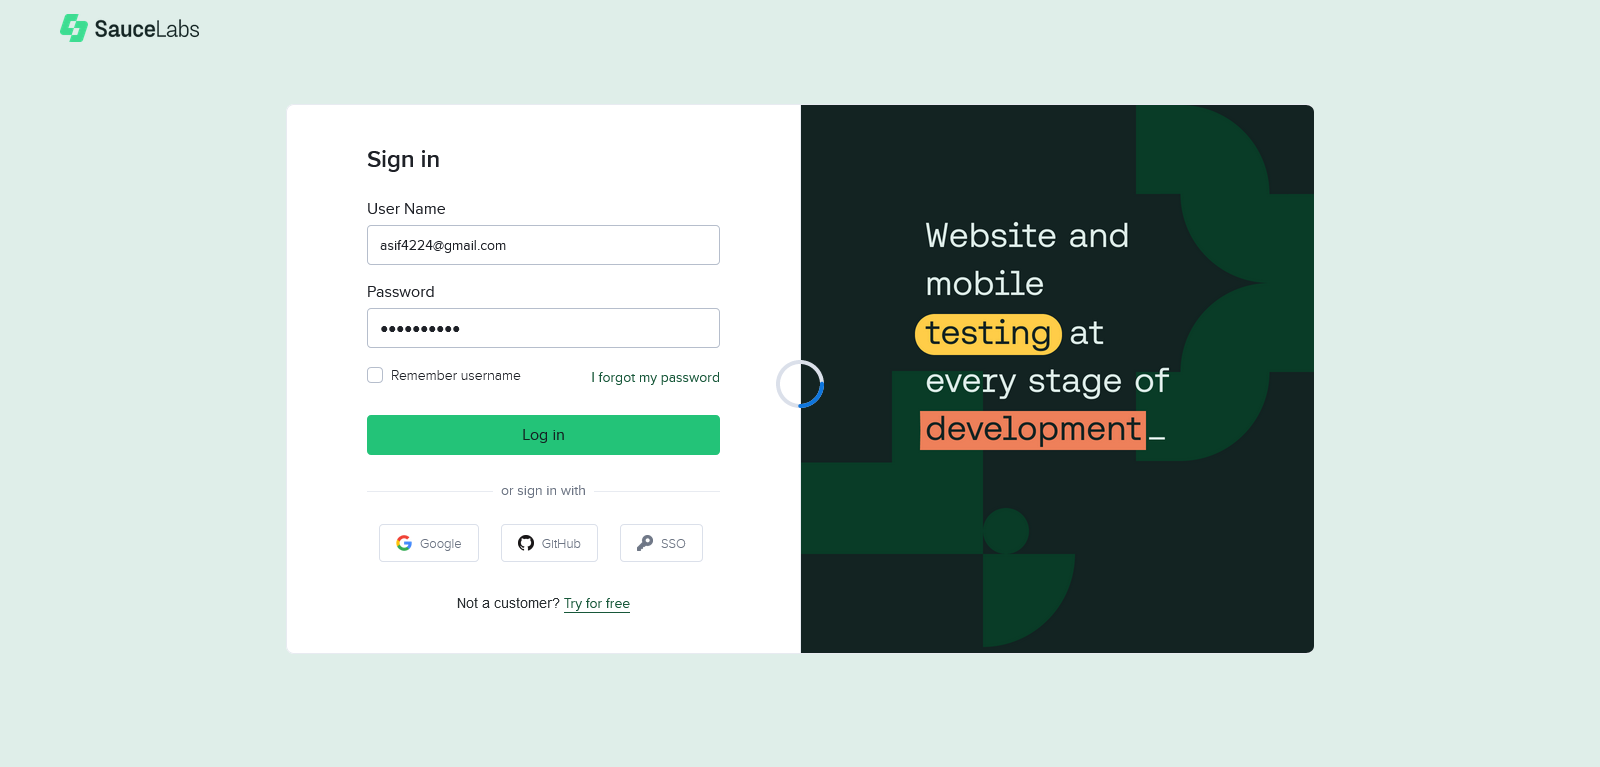 SauceLabs
Sign in
User Name
asif4224@gmail.com
Password
••••••••••
Remember username
I forgot my password
Log in
or sign in with
Google
GitHub
SSO
Not a customer? Try for free
Website and
mobile
testing at
every stage of
development_